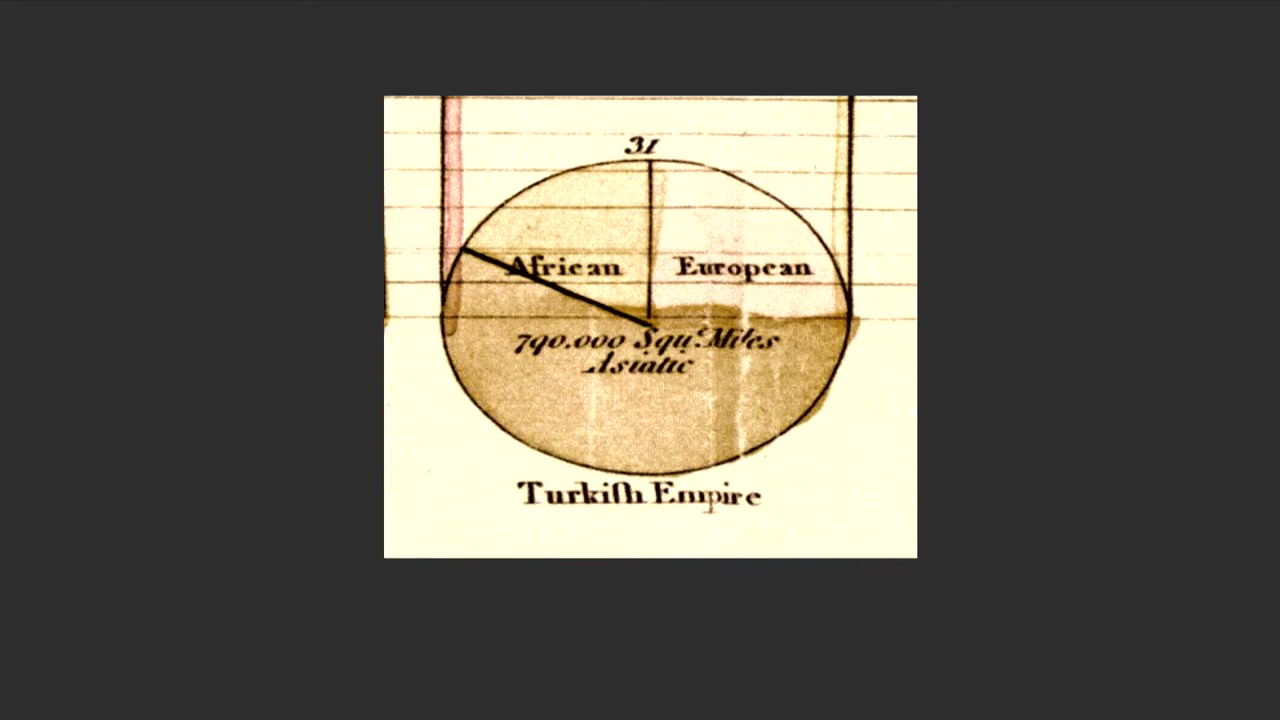 31
African European
790.000 Squ.ͤ Miles
Asiatic
Turkiſh Empire